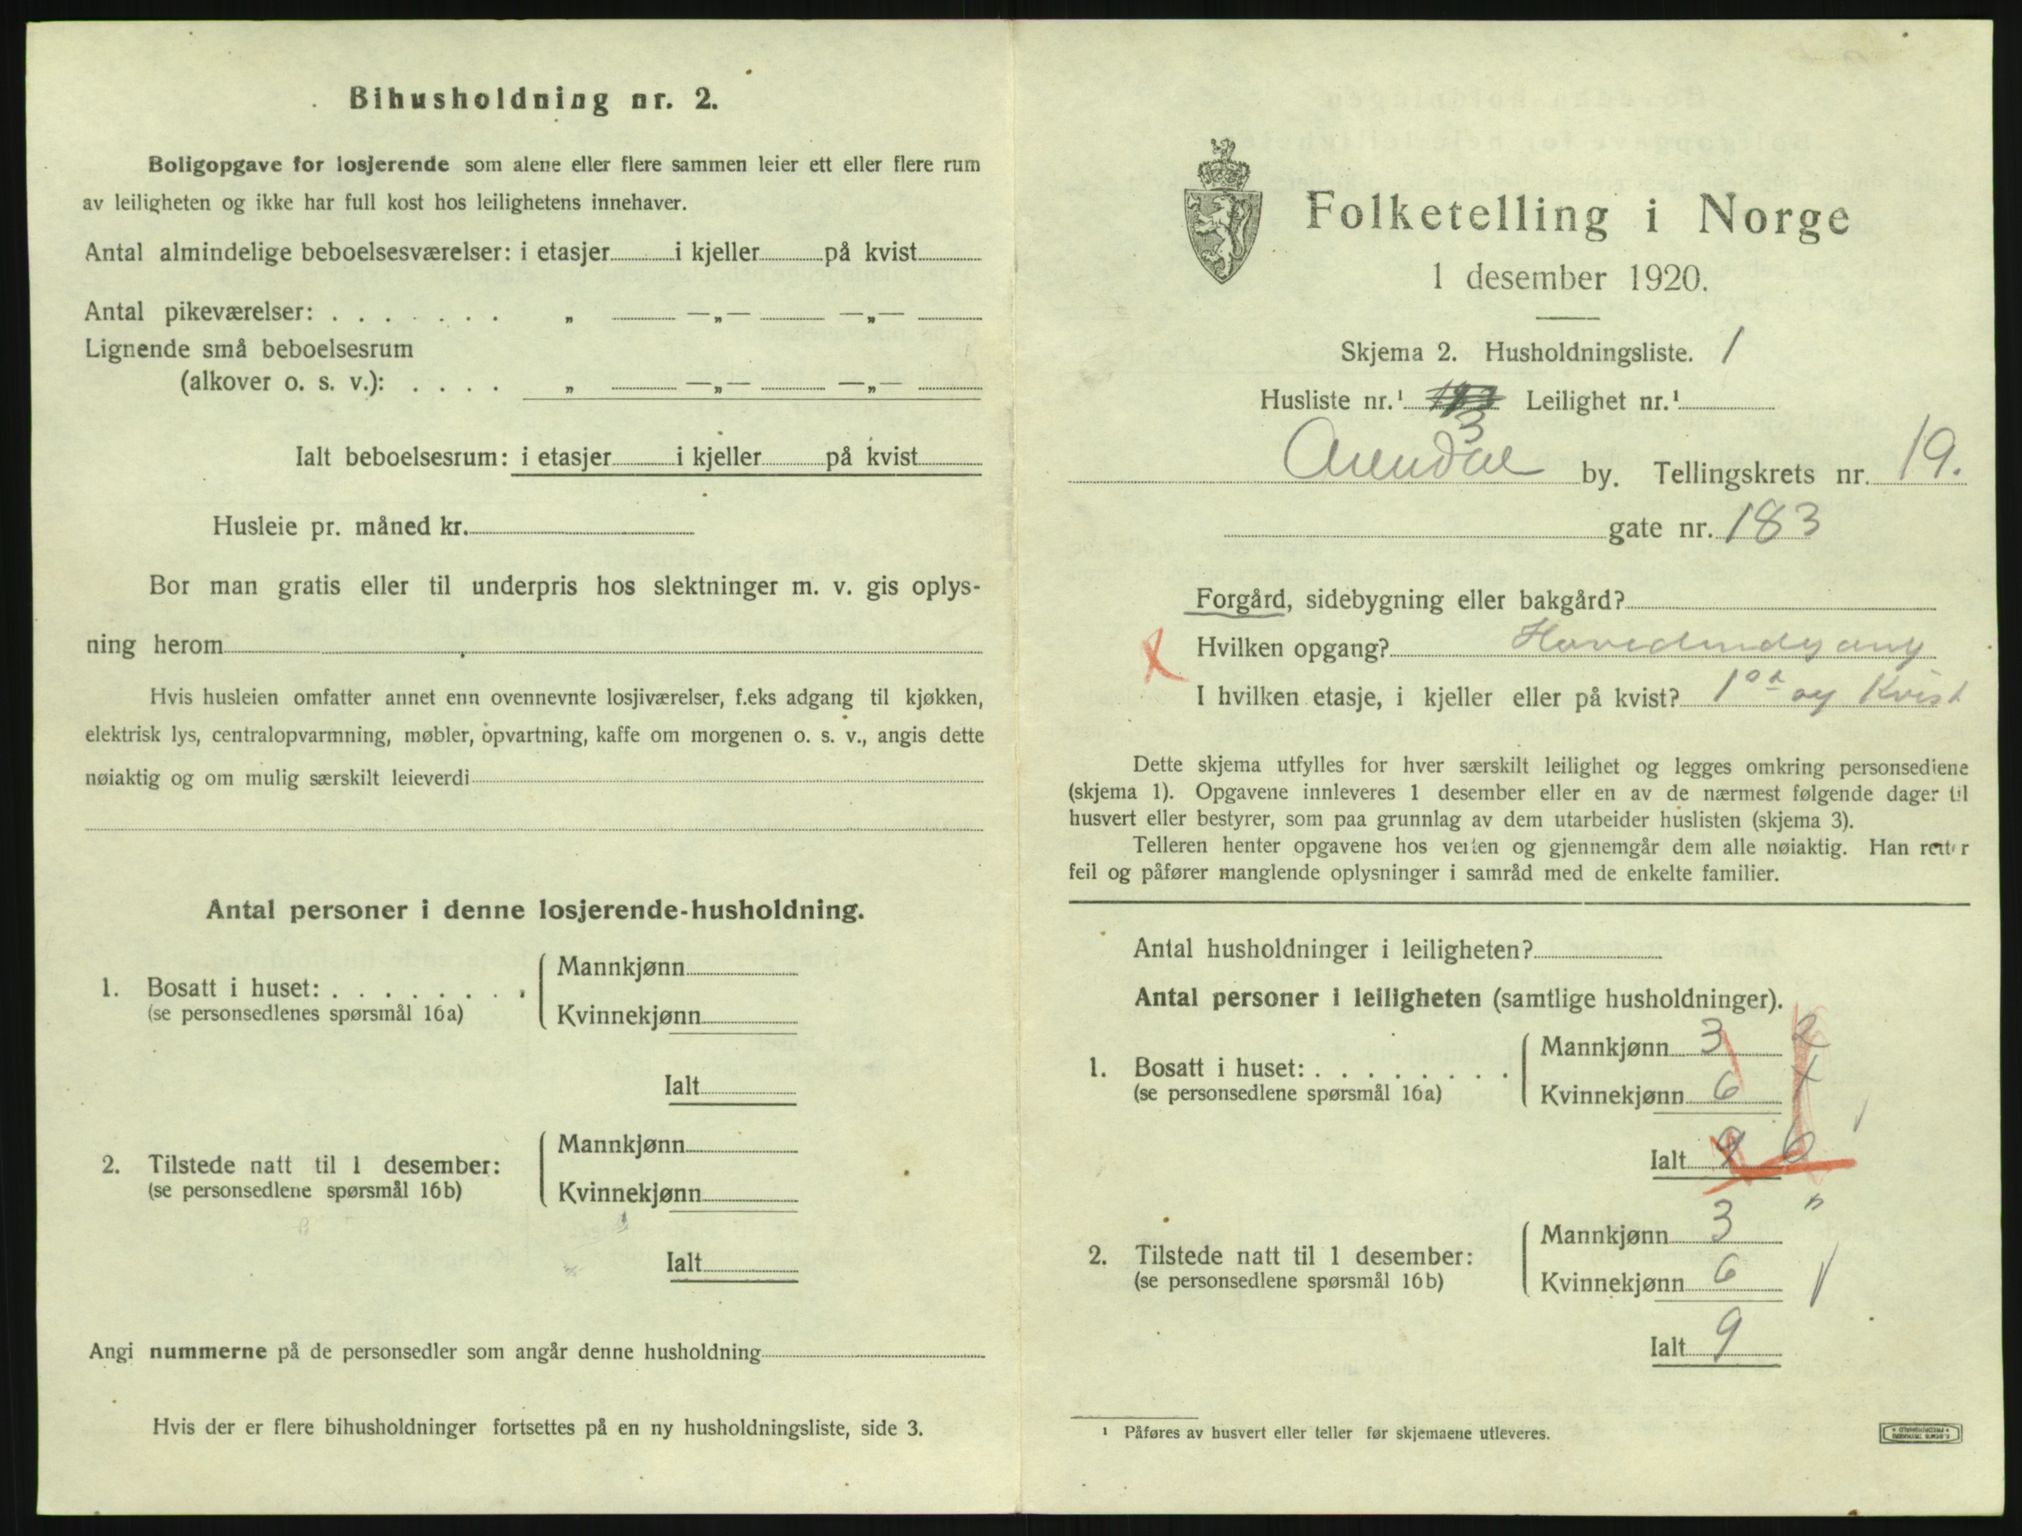 Bihusholdning nr. 2.
Boligopgave for losjerende som alene eller flere sammen leier ett eller flere rum
av leiligheten og ikke har full kost hos leilighetens innehaver.
Antal almindelige beboelsesværelser: i etasjer i kjeller på kvist
Antal pikeværelser: . . . . . . . „ —„— —„—
Lignende små beboelsesrum
(alkover o. s. v.): . . . . „ —„— —„—
Ialt beboelsesrum: i etasjer i kjeller på kvist
Husleie pr. måned kr.
Bor man gratis eller til underpris hos slektninger m. v. gis oplys-
ning herom
Hvis husleien omfatter annet enn ovennevnte losjiværelser, f.eks adgang til kjøkken,
elektrisk lys, centralopvarmning, møbler, opvartning, kaffe om morgenen o. s. v., angis dette
nøiaktig og om mulig særskilt leieverdi
Antal personer i denne losjerende-husholdning.
1. Bosatt i huset: . . . . . . . .
(se personsedlenes spørsmål 16a)
Mannkjønn
Kvinnekjønn
Ialt
2. Tilstede natt til 1 desember:
(se personsedlene spørsmål 16b)
Mannkjønn
Kvinnekjønn
Ialt
Angi nummerne på de personsedler som angår denne husholdning
Hvis der er flere bihusholdninger fortsettes på en ny husholdningsliste, side 3.
Folketelling i Norge
1 desember 1920.
Skjema 2. Husholdningsliste. 1
Husliste nr.¹ 3 Leilighet nr.¹
Arendal by. Tellingskrets nr. 19.
gate nr. 183
Forgård, sidebygning eller bakgård?
Hvilken opgang? Hovedindgang
I hvilken etasje, i kjeller eller på kvist? 1ste og Kvist
Dette skjema utfylles for hver særskilt leilighet og legges omkring personsediene
(skjema 1). Opgavene innleveres 1 desember eller en av de nærmest følgende dager til
husvert eller bestyrer, som paa grunnlag av dem utarbeider huslisten (skjema 3).
Telleren henter opgavene hos verten og gjennemgår dem alle nøiaktig. Han retter
feil og påfører manglende oplysninger i samråd med de enkelte familier.
Antal husholdninger i leiligheten?
Antal personer i leiligheten (samtlige husholdninger).
1. Bosatt i huset: . . . . . . . .
(se personsedlene spørsmål 16a)
Mannkjønn 3 2
Kvinnekjønn 6 4
Ialt 9 6
2. Tilstede natt til 1 desember:
(se personsedlene spørsmål 16b)
Mannkjønn 3 "
Kvinnekjønn 6
Ialt 9
¹ Påføres av husvert eller teller før skjemaene utleveres.